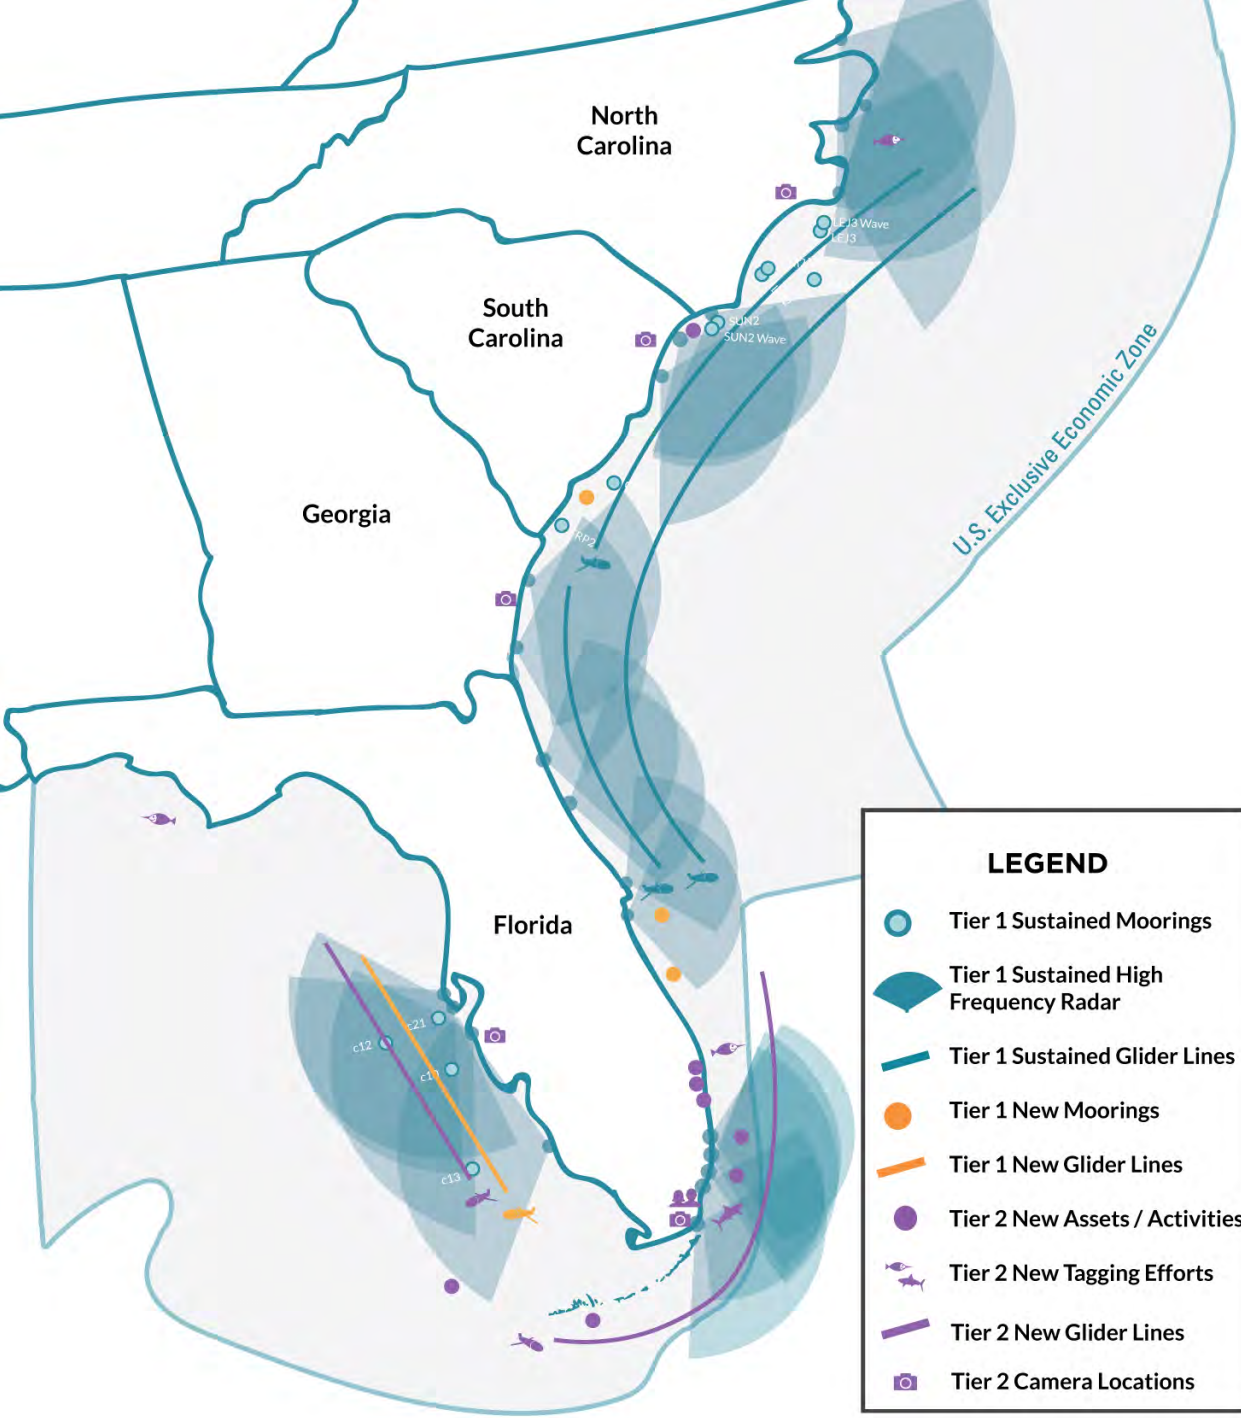 North
Carolina
LEJ3 Wave
LEJ3
South
Carolina
SUN2
SUN2 Wave
U.S. Exclusive Economic Zone
Georgia
FRP2
Florida
c21
c12
c10
c13
LEGEND
Tier 1 Sustained Moorings
Tier 1 Sustained High
Frequency Radar
Tier 1 Sustained Glider Lines
Tier 1 New Moorings
Tier 1 New Glider Lines
Tier 2 New Assets / Activities
Tier 2 New Tagging Efforts
Tier 2 New Glider Lines
Tier 2 Camera Locations